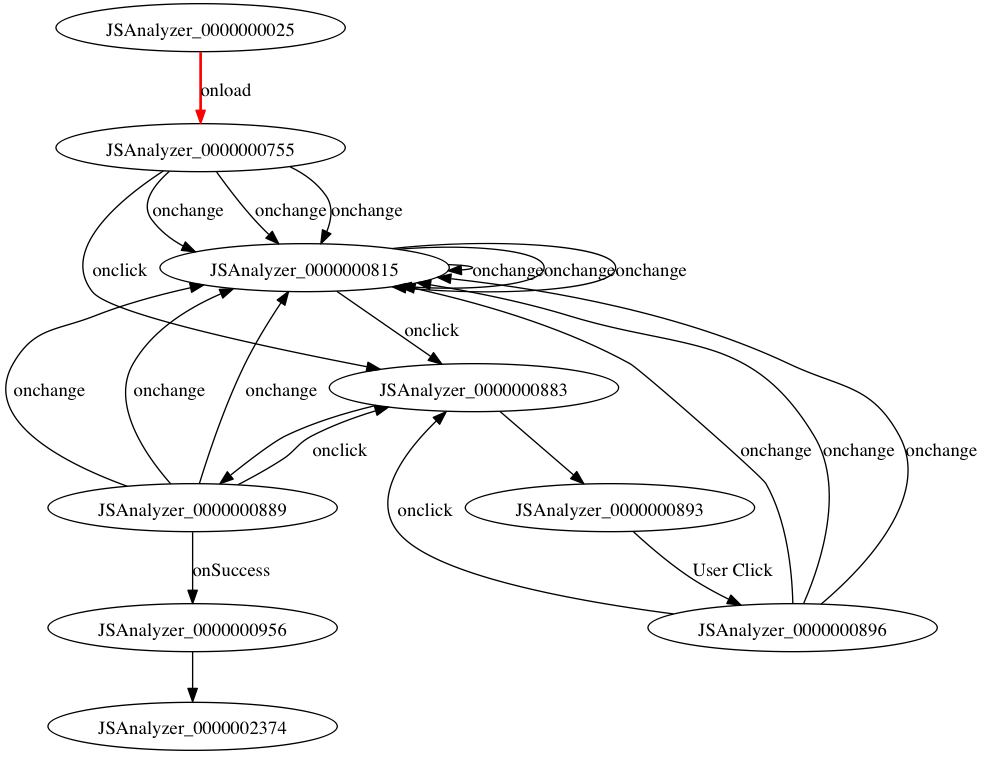 JSAnalyzer_0000000025
onload
JSAnalyzer_0000000755
onchange
onchange
onchange
onclick
JSAnalyzer_0000000815
onchange
onchange
onchange
onclick
JSAnalyzer_0000000883
onchange
onchange
onchange
onclick
onchange
onchange
onchange
JSAnalyzer_0000000889
onclick
JSAnalyzer_0000000893
onSuccess
User Click
JSAnalyzer_0000000956
JSAnalyzer_0000000896
JSAnalyzer_0000002374